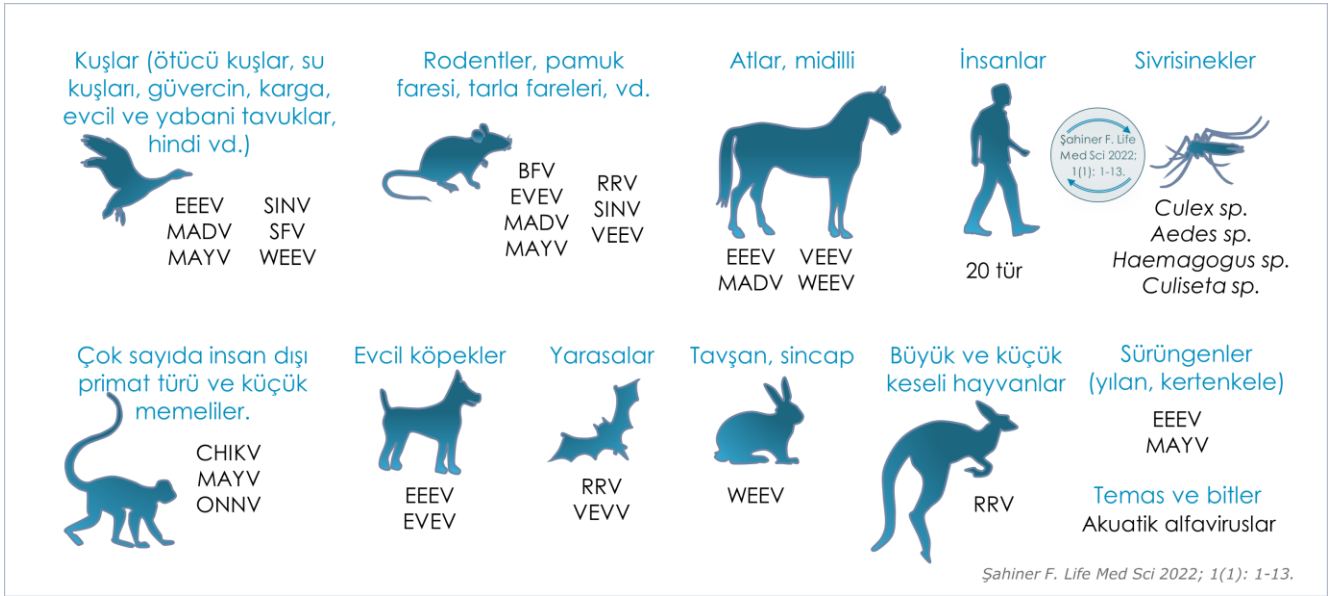 Kuşlar (ötücü kuşlar, su
kuşları, güvercin, karga,
evcil ve yabani tavuklar,
hindi vd.)
EEEV
MADV
MAYV
SINV
SFV
WEEV
Rodentler, pamuk
faresi, tarla fareleri, vd.
BFV
EVEV
MADV
MAYV
RRV
SINV
VEEV
Atlar, midilli
EEEV
MADV
VEEV
WEEV
İnsanlar
20 tür
Şahiner F. Life
Med Sci 2022;
1(1): 1-13.
Sivrisinekler
Culex sp.
Aedes sp.
Haemagogus sp.
Culiseta sp.
Çok sayıda insan dışı
primat türü ve küçük
memeliler.
CHIKV
MAYV
ONNV
Evcil köpekler
EEEV
EVEV
Yarasalar
RRV
VEVV
Tavşan, sincap
WEEV
Büyük ve küçük
keseli hayvanlar
RRV
Sürüngenler
(yılan, kertenkele)
EEEV
MAYV
Temas ve bitler
Akuatik alfaviruslar
Şahiner F. Life Med Sci 2022; 1(1): 1-13.